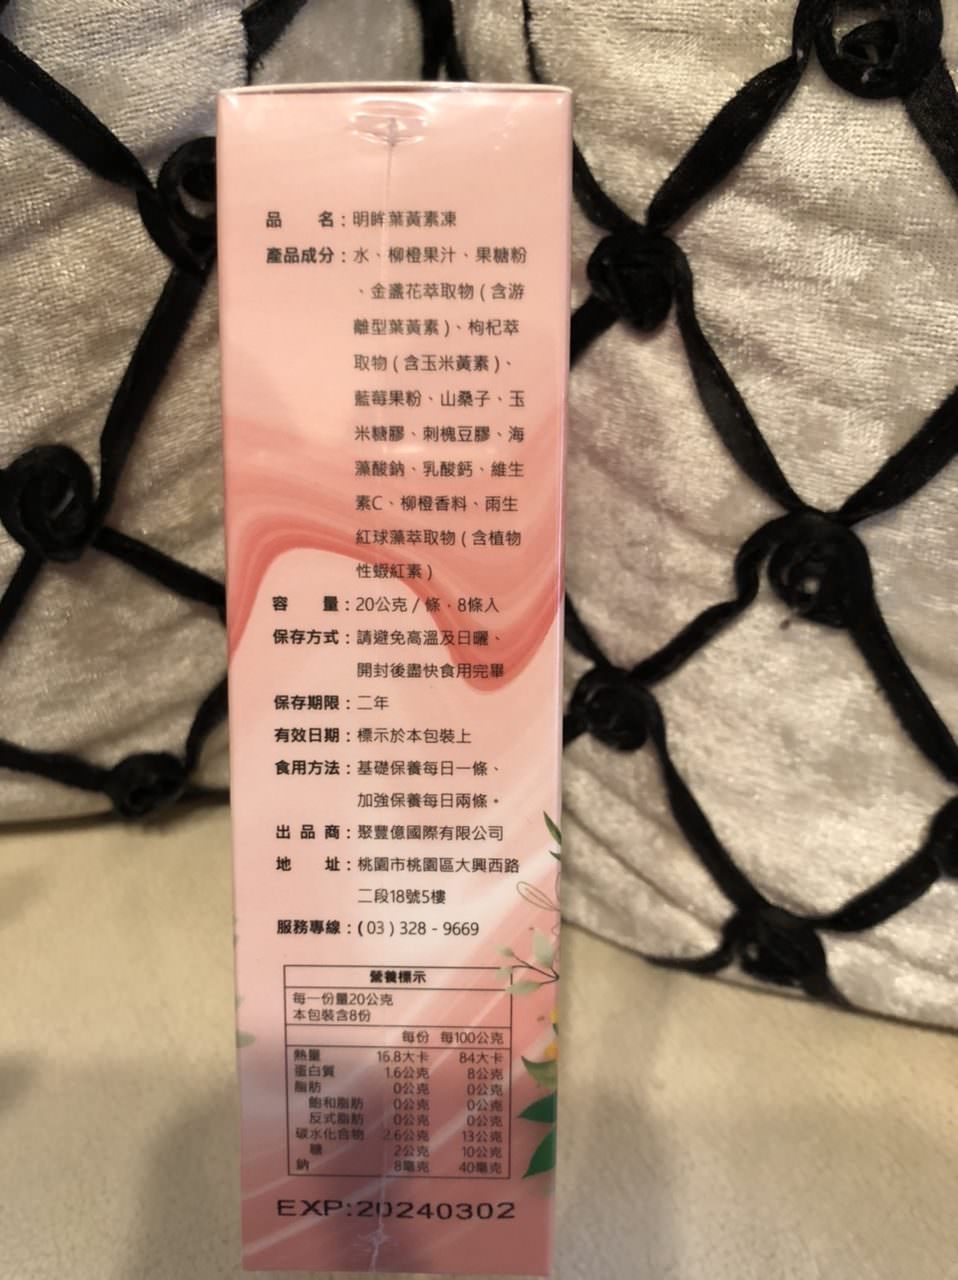 品名：明眸葉黃素凍
產品成分：水、柳橙果汁、果糖粉
、金盞花萃取物(含游
離型葉黃素)、枸杞萃
取物(含玉米黃素)、
藍莓果粉、山桑子、玉
米糖膠、刺槐豆膠、海
藻酸鈉、乳酸鈣、維生
素C、柳橙香料、雨生
紅球藻萃取物(含植物
性蝦紅素)
容量：20公克/條，8條入
保存方式：請避免高溫及日曬、
開封後盡快食用完畢
保存期限：二年
有效日期：標示於本包裝上
食用方法：基礎保養每日一條、
加強保養每日兩條。
出品商：聚豐億國際有限公司
地址：桃園市桃園區大興西路
二段18號5樓
服務專線：(03)328-9669
營養標示
每一份量20公克
本包裝含8份
每份 每100公克
熱量 16.8大卡 84大卡
蛋白質 1.6公克 8公克
脂肪 0公克 0公克
飽和脂肪 0公克 0公克
反式脂肪 0公克 0公克
碳水化合物 2.6公克 13公克
糖 2公克 10公克
鈉 8毫克 40毫克
EXP:20240302